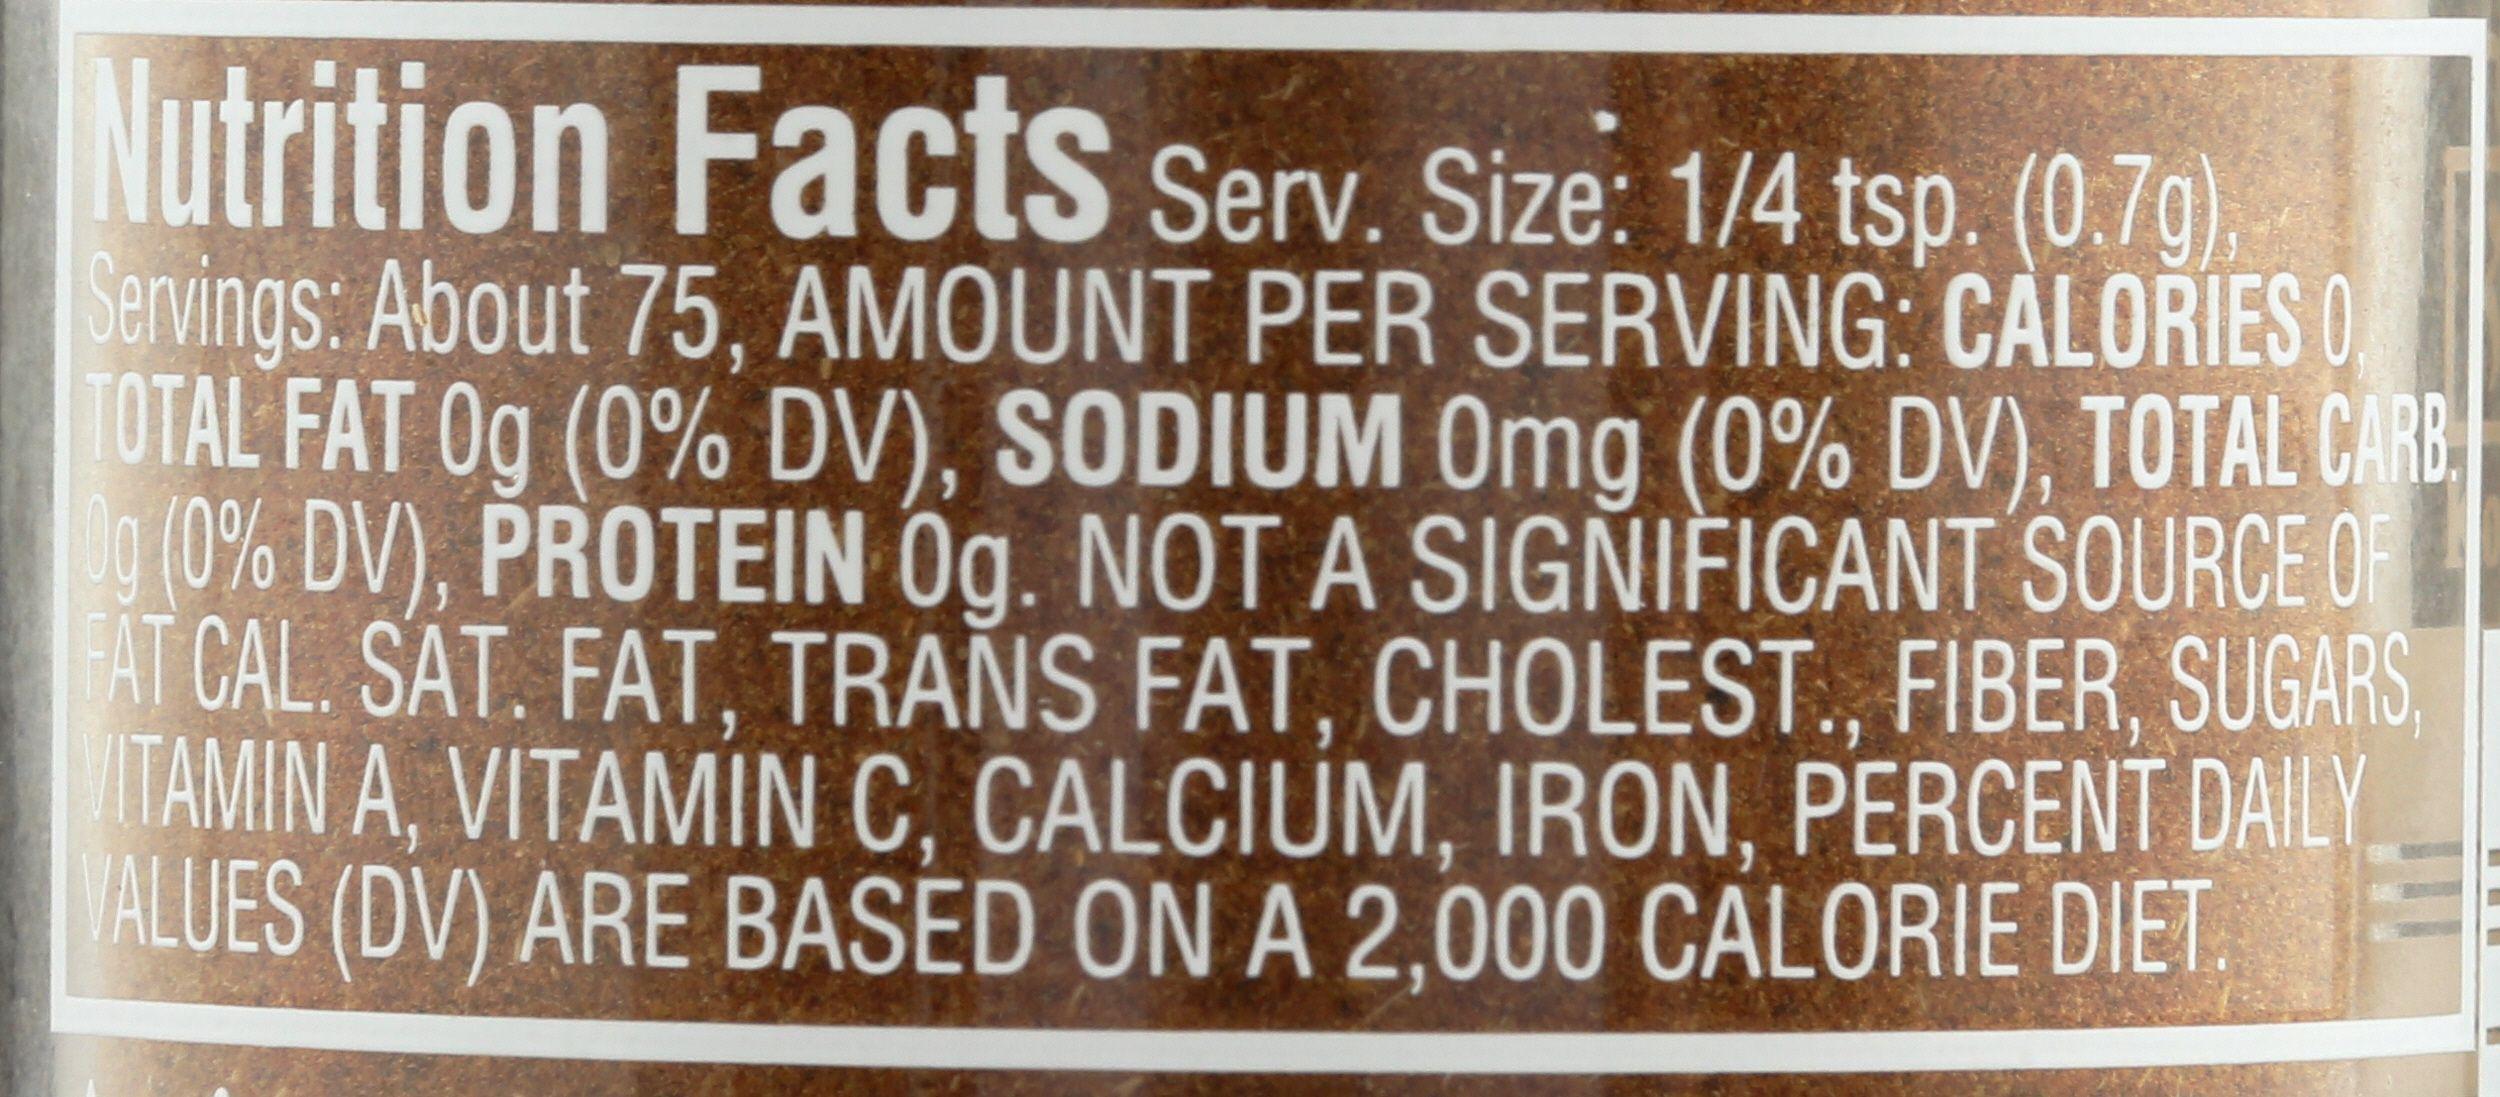 Nutrition Facts Serv. Size: 1/4 tsp. (0.7g),
Servings: About 75, AMOUNT PER SERVING: CALORIES 0,
TOTAL FAT 0g (0% DV), SODIUM 0mg (0% DV), TOTAL CARB.
0g (0% DV), PROTEIN 0g. NOT A SIGNIFICANT SOURCE OF
FAT CAL. SAT. FAT, TRANS FAT, CHOLEST., FIBER, SUGARS,
VITAMIN A, VITAMIN C, CALCIUM, IRON, PERCENT DAILY
VALUES (DV) ARE BASED ON A 2,000 CALORIE DIET.